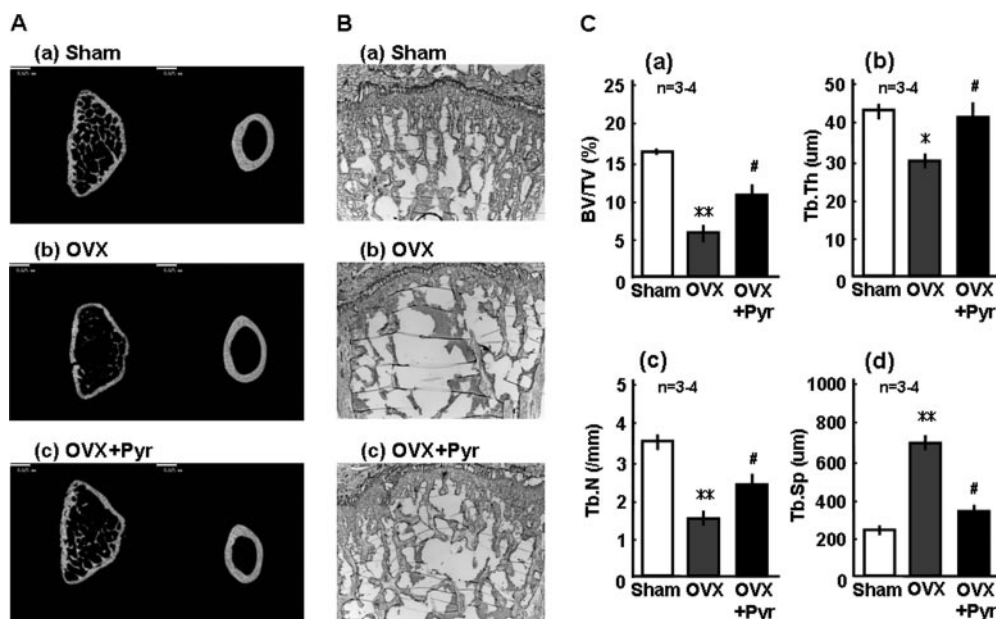 A
(a) Sham
(b) OVX
(c) OVX+Pyr
B
(a) Sham
(b) OVX
(c) OVX+Pyr
C
(a)
n=3-4
BV/TV (%)
25
20
15
10
5
0
Sham OVX OVX
+Pyr
**
#
(b)
n=3-4
Tb.Th (um)
50
40
30
20
10
0
Sham OVX OVX
+Pyr
*
#
(c)
n=3-4
Tb.N (/mm)
5
4
3
2
1
0
Sham OVX OVX
+Pyr
**
#
(d)
n=3-4
Tb.Sp (um)
1000
800
600
400
200
0
Sham OVX OVX
+Pyr
**
#